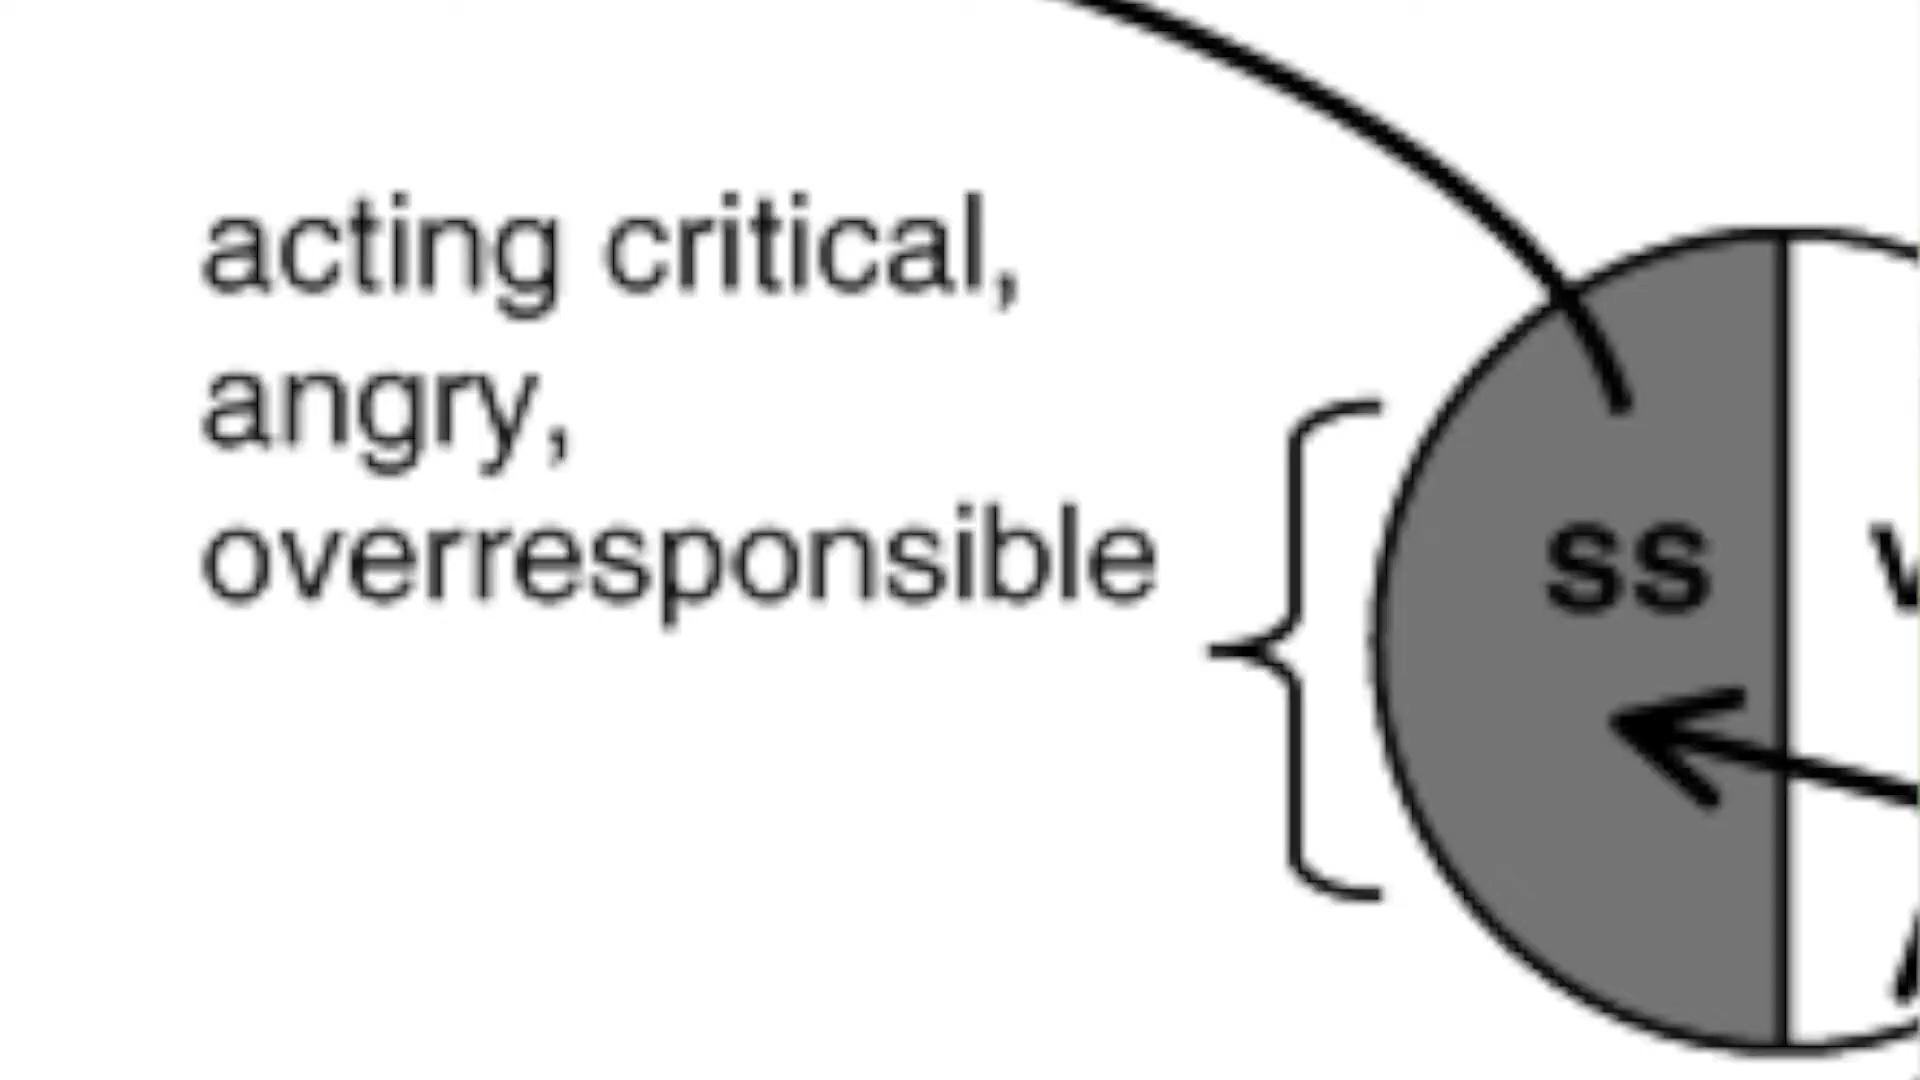 acting critical,
angry,
overresponsible
ss